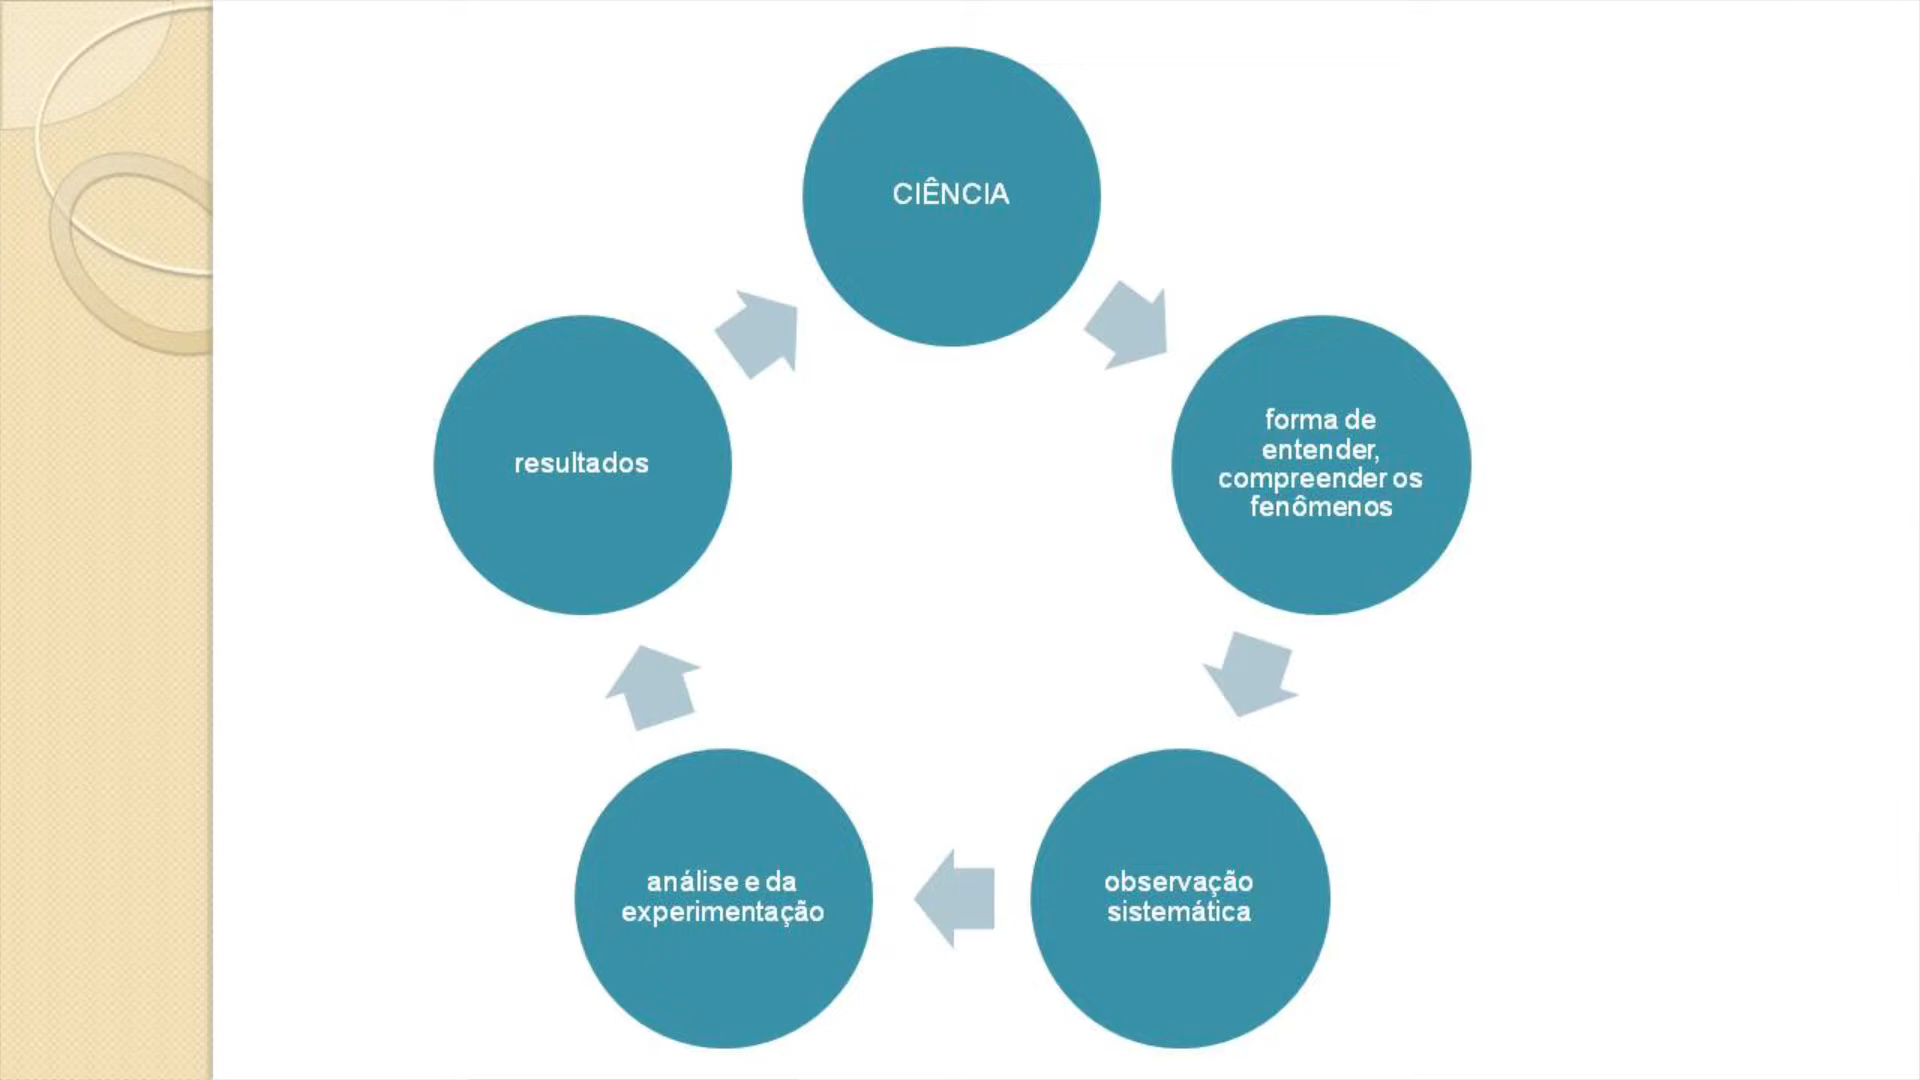 CIÊNCIA
forma de
entender,
compreender os
fenômenos
observação
sistemática
análise e da
experimentação
resultados